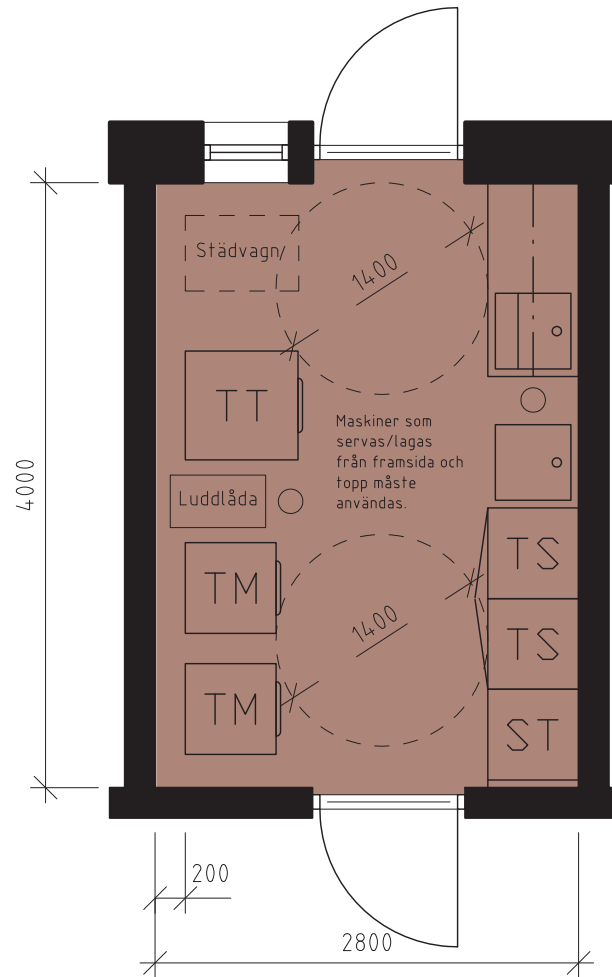 Städvagn
1400
TT
Maskiner som
servas/lagas
från framsida och
topp måste
användas.
4000
Luddlåda
TS
TM
1400
TS
TM
ST
200
2800